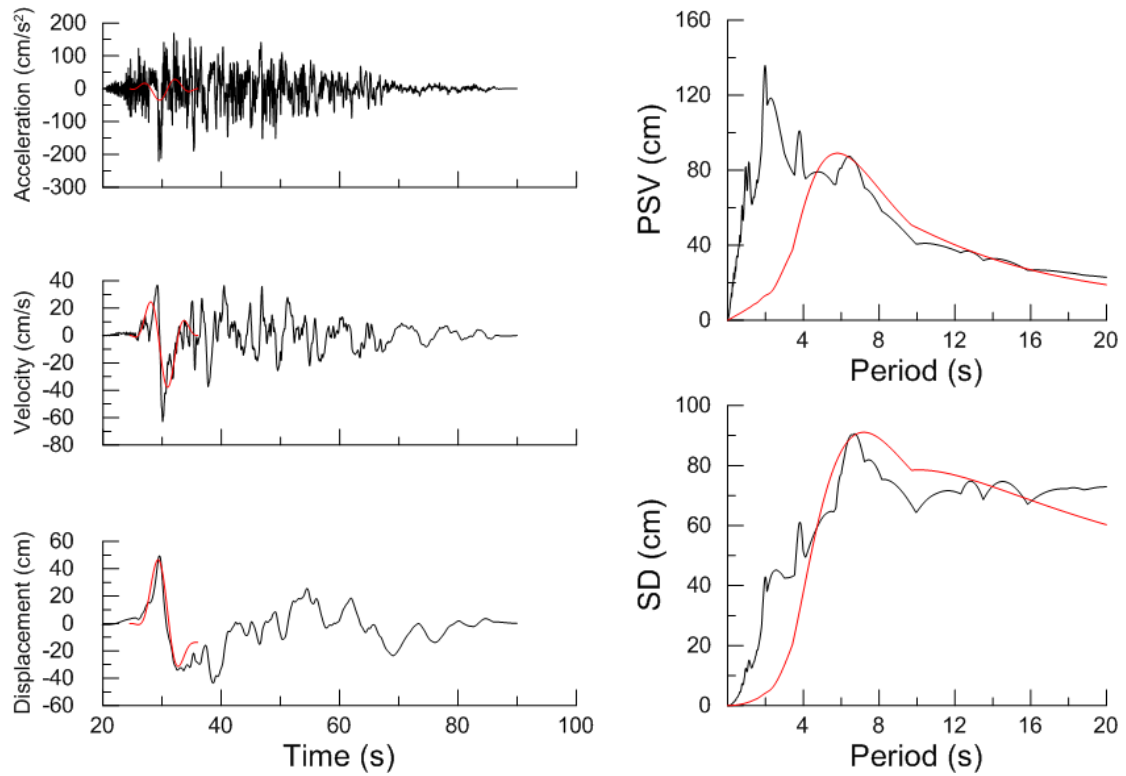 Acceleration (cm/s²)
200
100
0
-100
-200
-300
Velocity (cm/s)
40
20
0
-20
-40
-60
-80
Displacement (cm)
60
40
20
0
-20
-40
-60
20 40 60 80 100
Time (s)
PSV (cm)
160
120
80
40
0
4 8 12 16 20
Period (s)
SD (cm)
100
80
60
40
20
0
4 8 12 16 20
Period (s)